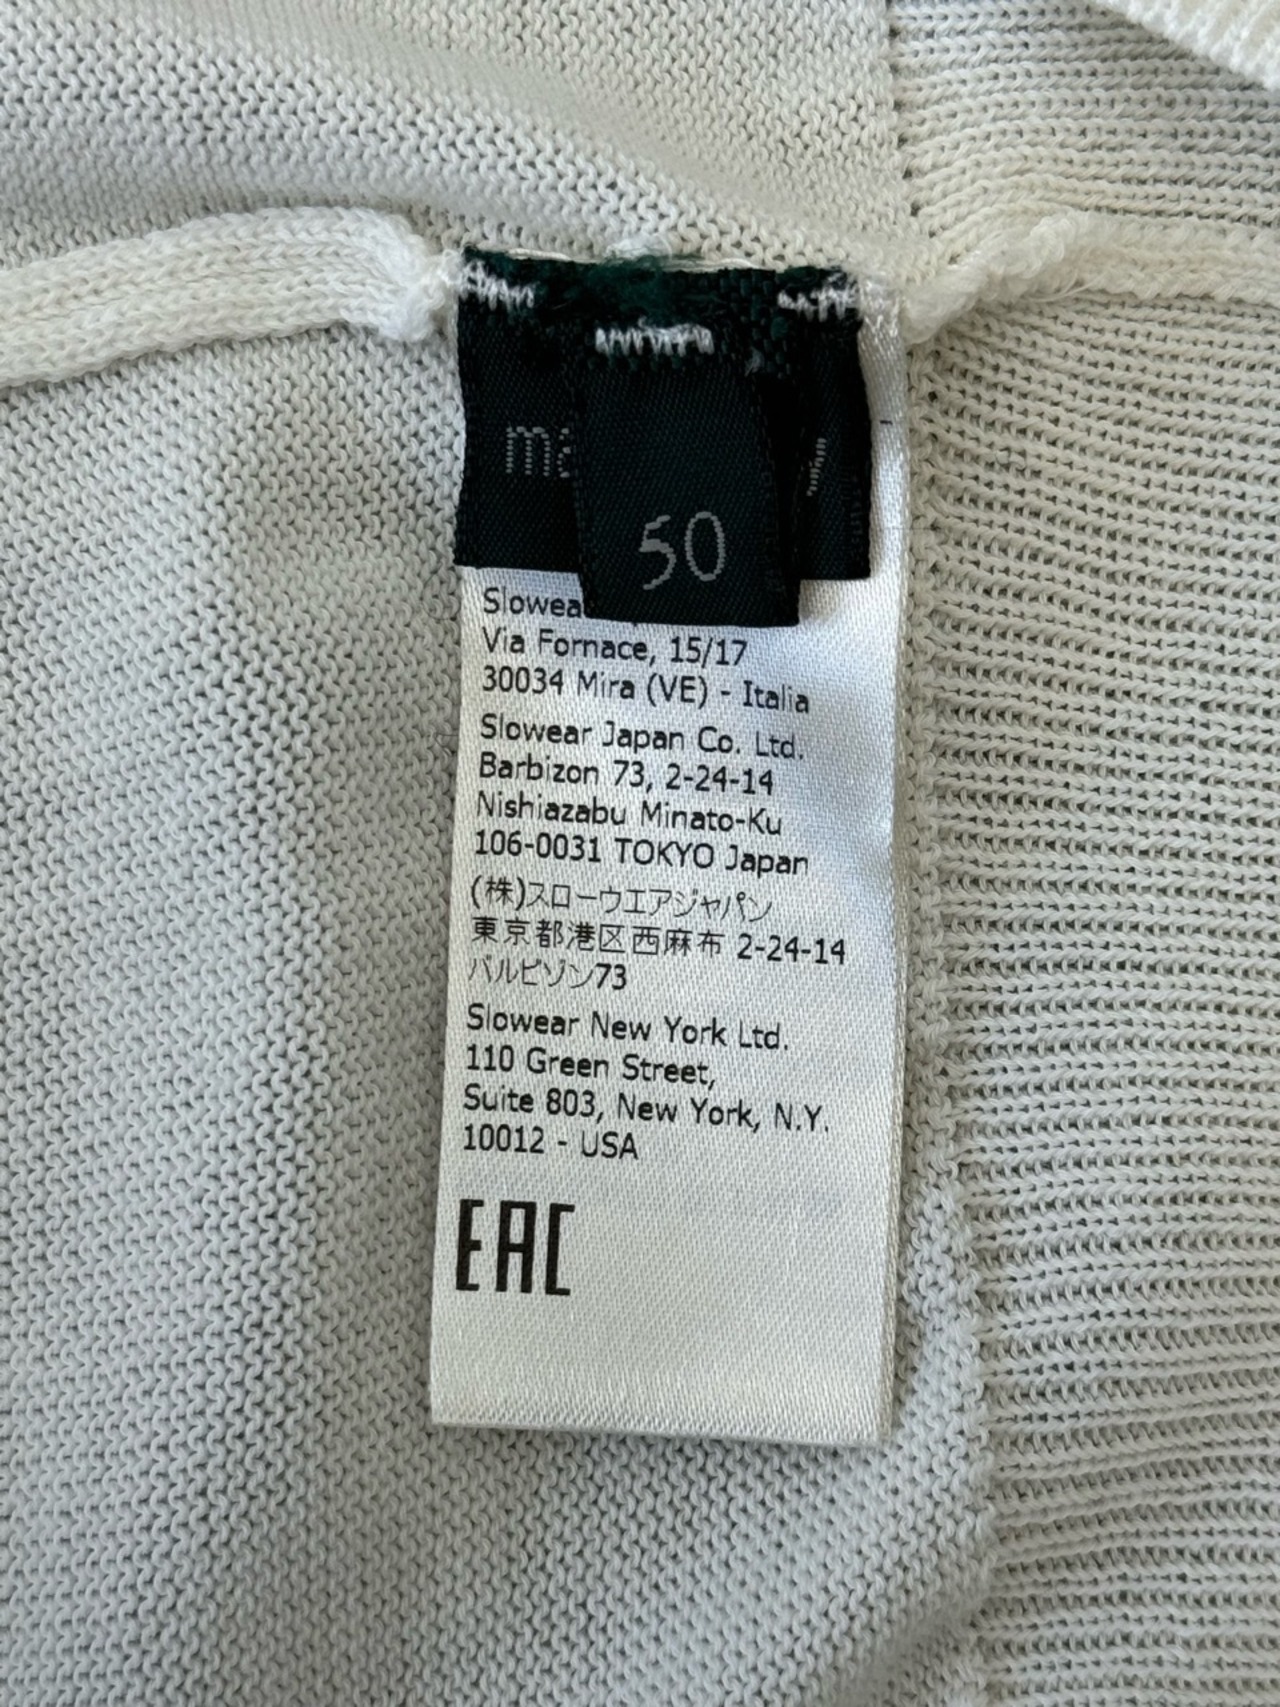 50
Slowear
Via Fornace, 15/17
30034 Mira (VE) - Italia
Slowear Japan Co. Ltd.
Barbizon 73, 2-24-14
Nishiazabu Minato-Ku
106-0031 TOKYO Japan
(株)スローウエアジャパン
東京都港区西麻布 2-24-14
バルビゾン73
Slowear New York Ltd.
110 Green Street,
Suite 803, New York, N.Y.
10012 - USA
EAC